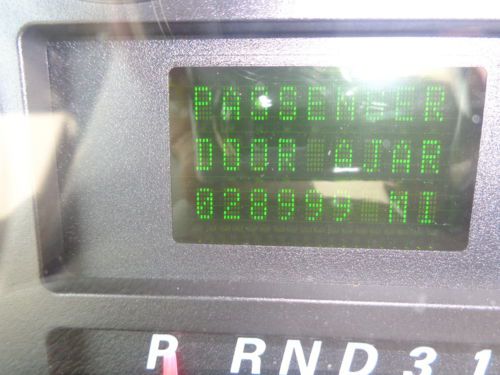 PASSENGER
DOOR AJAR
028999 MI
P RND31